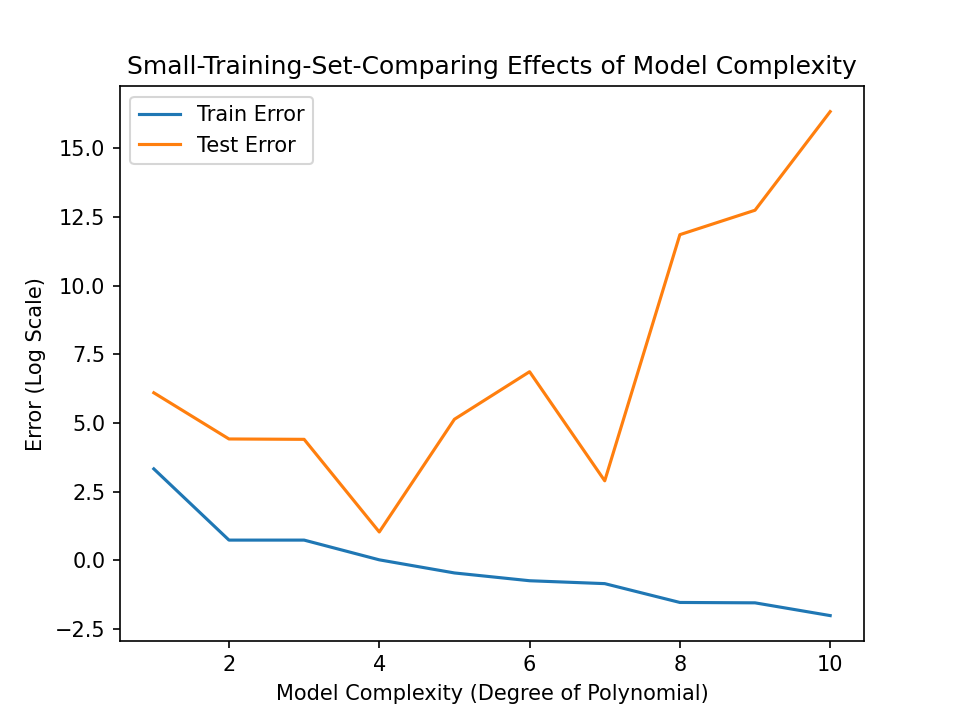 Small-Training-Set-Comparing Effects of Model Complexity
Train Error
Test Error
15.0
12.5
10.0
7.5
5.0
2.5
0.0
−2.5
Error (Log Scale)
2 4 6 8 10
Model Complexity (Degree of Polynomial)